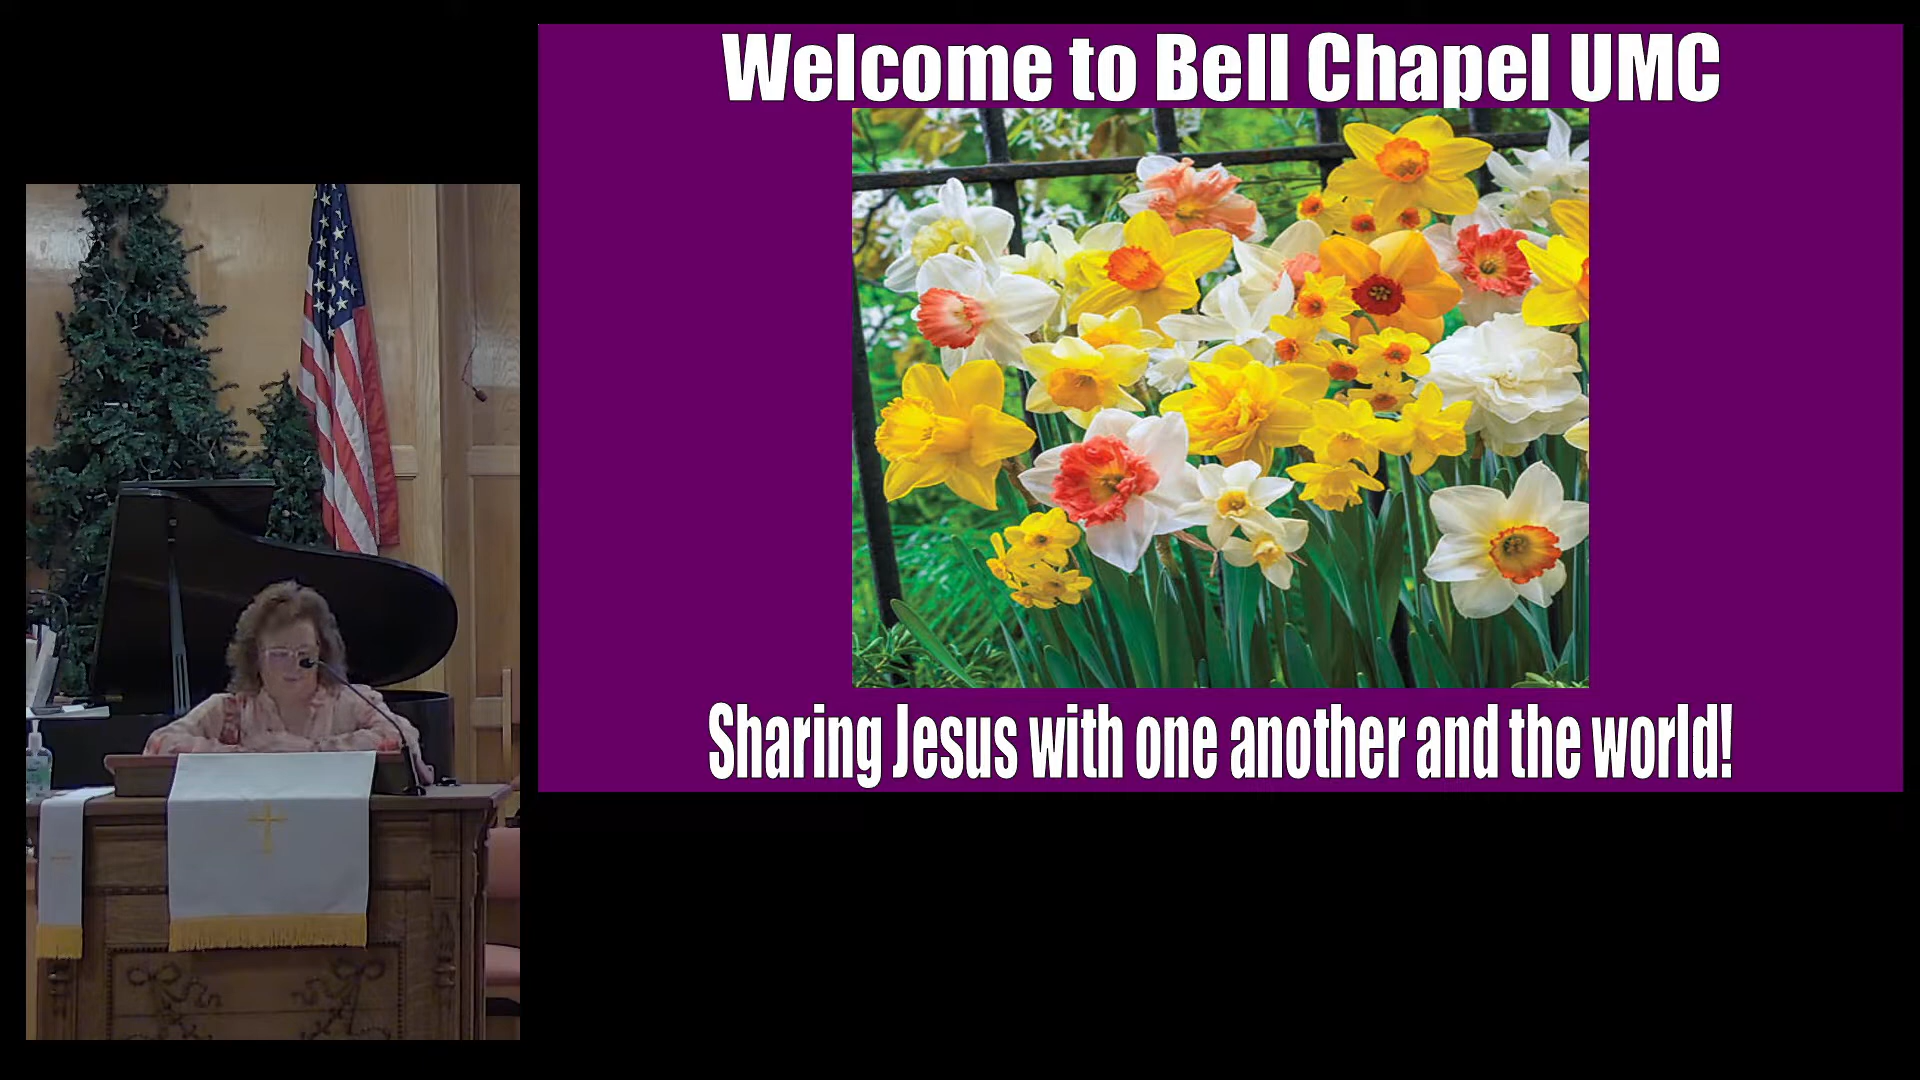 Welcome to Bell Chapel UMC
Sharing Jesus with one another and the world!